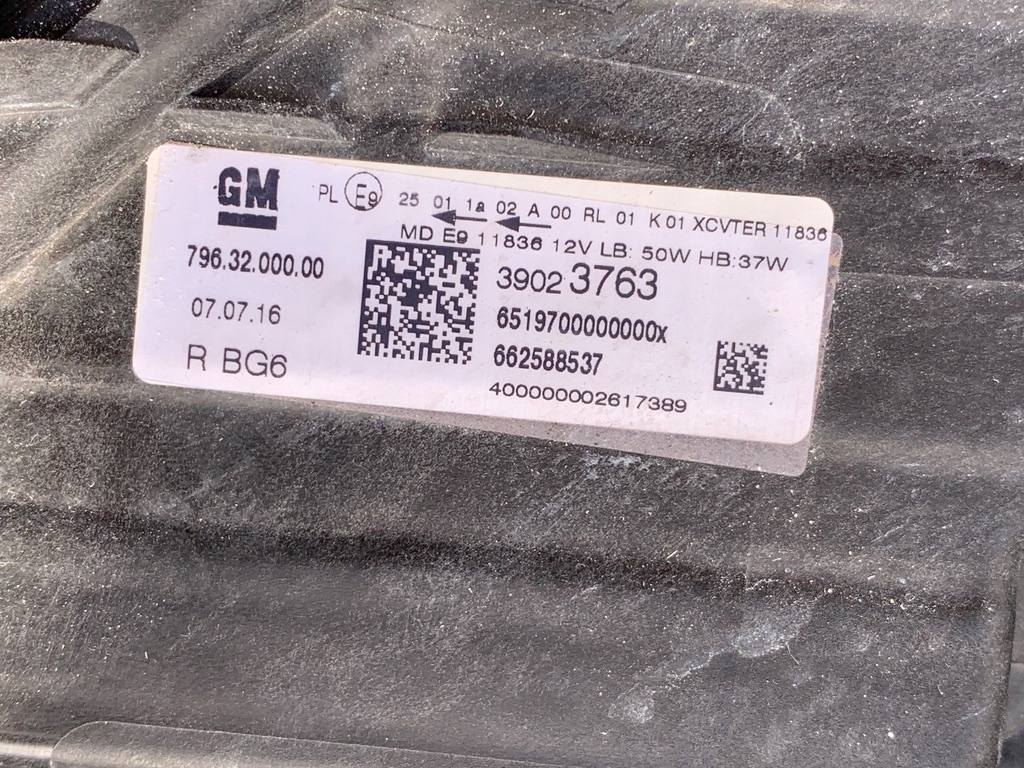 GM
PL E9 25 01 1a 02 A 00 RL 01 K 01 XCVTER 11836
MD E9 11836 12V LB: 50W HB:37W
796.32.000.00
3902 3763
07.07.16
6519700000000x
R BG6
662588537
400000002617389